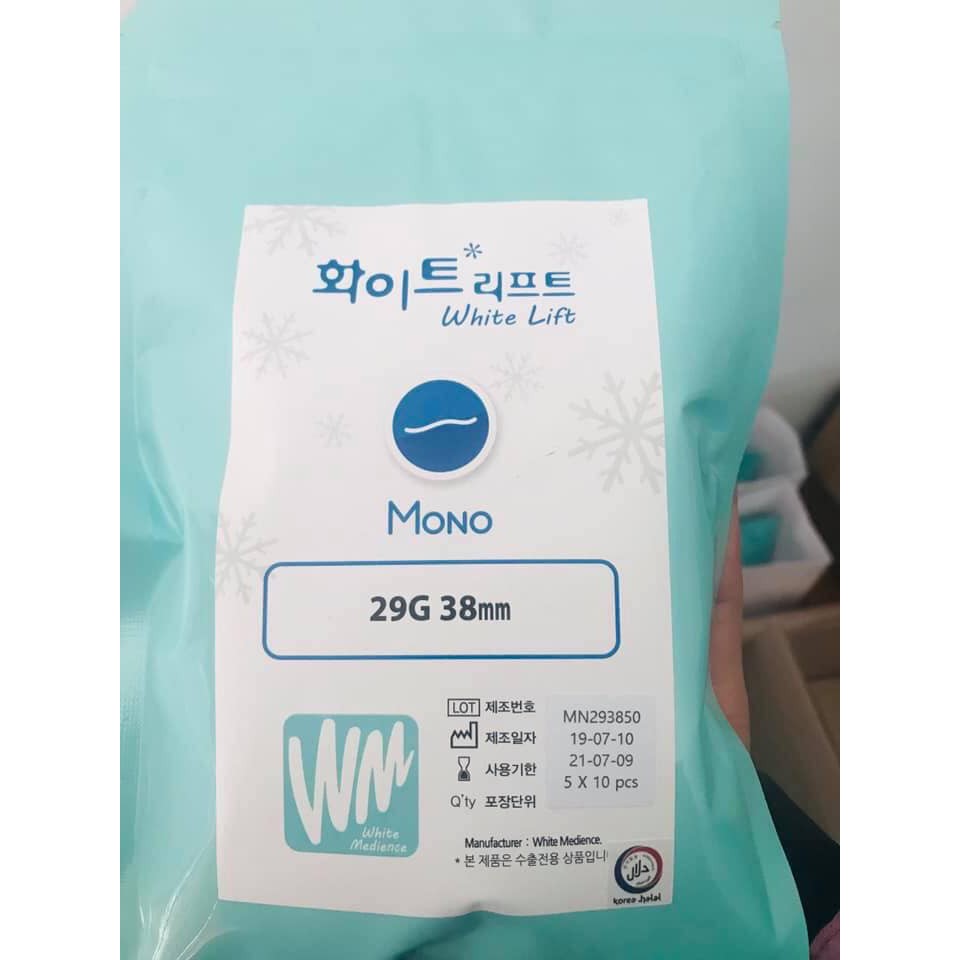 화이트*리프트
White Lift
MONO
29G 38mm
LOT 제조번호 MN293850
제조일자 19-07-10
사용기한 21-07-09
Q'ty 포장단위 5 X 10 pcs
WM
White
Medience
Manufacturer : White Medience.
* 본 제품은 수출전용 상품입니
حلال
korea halal